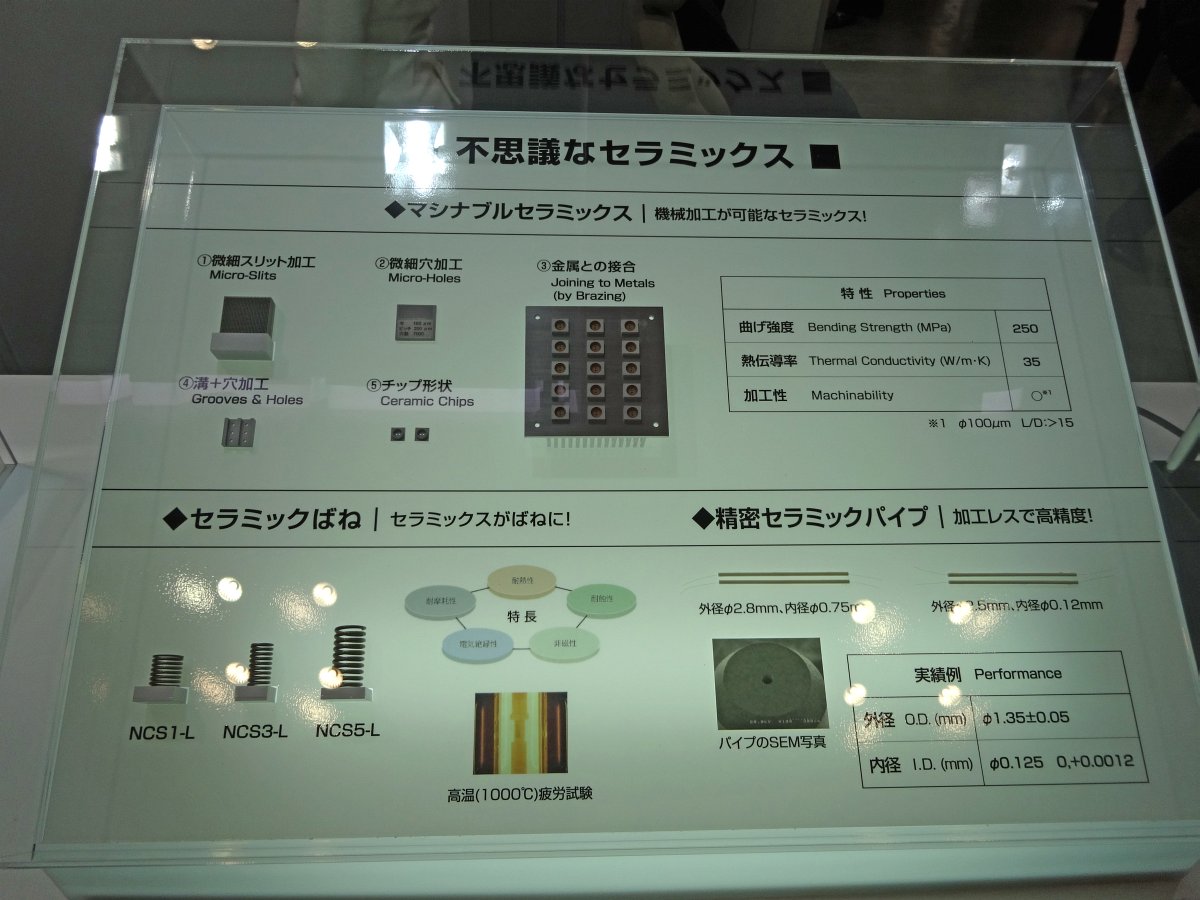 不思議なセラミックス ■
◆マシナブルセラミックス | 機械加工が可能なセラミックス!
①微細スリット加工
Micro-Slits
②微細穴加工
Micro-Holes
③金属との接合
Joining to Metals
(by Brazing)
④溝+穴加工
Grooves & Holes
⑤チップ形状
Ceramic Chips
特性 Properties
曲げ強度 Bending Strength (MPa) 250
熱伝導率 Thermal Conductivity (W/m・K) 35
加工性 Machinability ○※1
※1 φ100μm L/D:>15
◆セラミックばね | セラミックスがばねに!
耐熱性
耐摩耗性
耐蝕性
特長
電気絶縁性
非磁性
NCS1-L
NCS3-L
NCS5-L
高温(1000℃)疲労試験
◆精密セラミックパイプ | 加工レスで高精度!
外径φ2.8mm、内径φ0.75m
外径 5mm、内径φ0.12mm
パイプのSEM写真
実績例 Performance
外径 O.D. (mm) φ1.35±0.05
内径 I.D. (mm) φ0.125 0,+0.0012